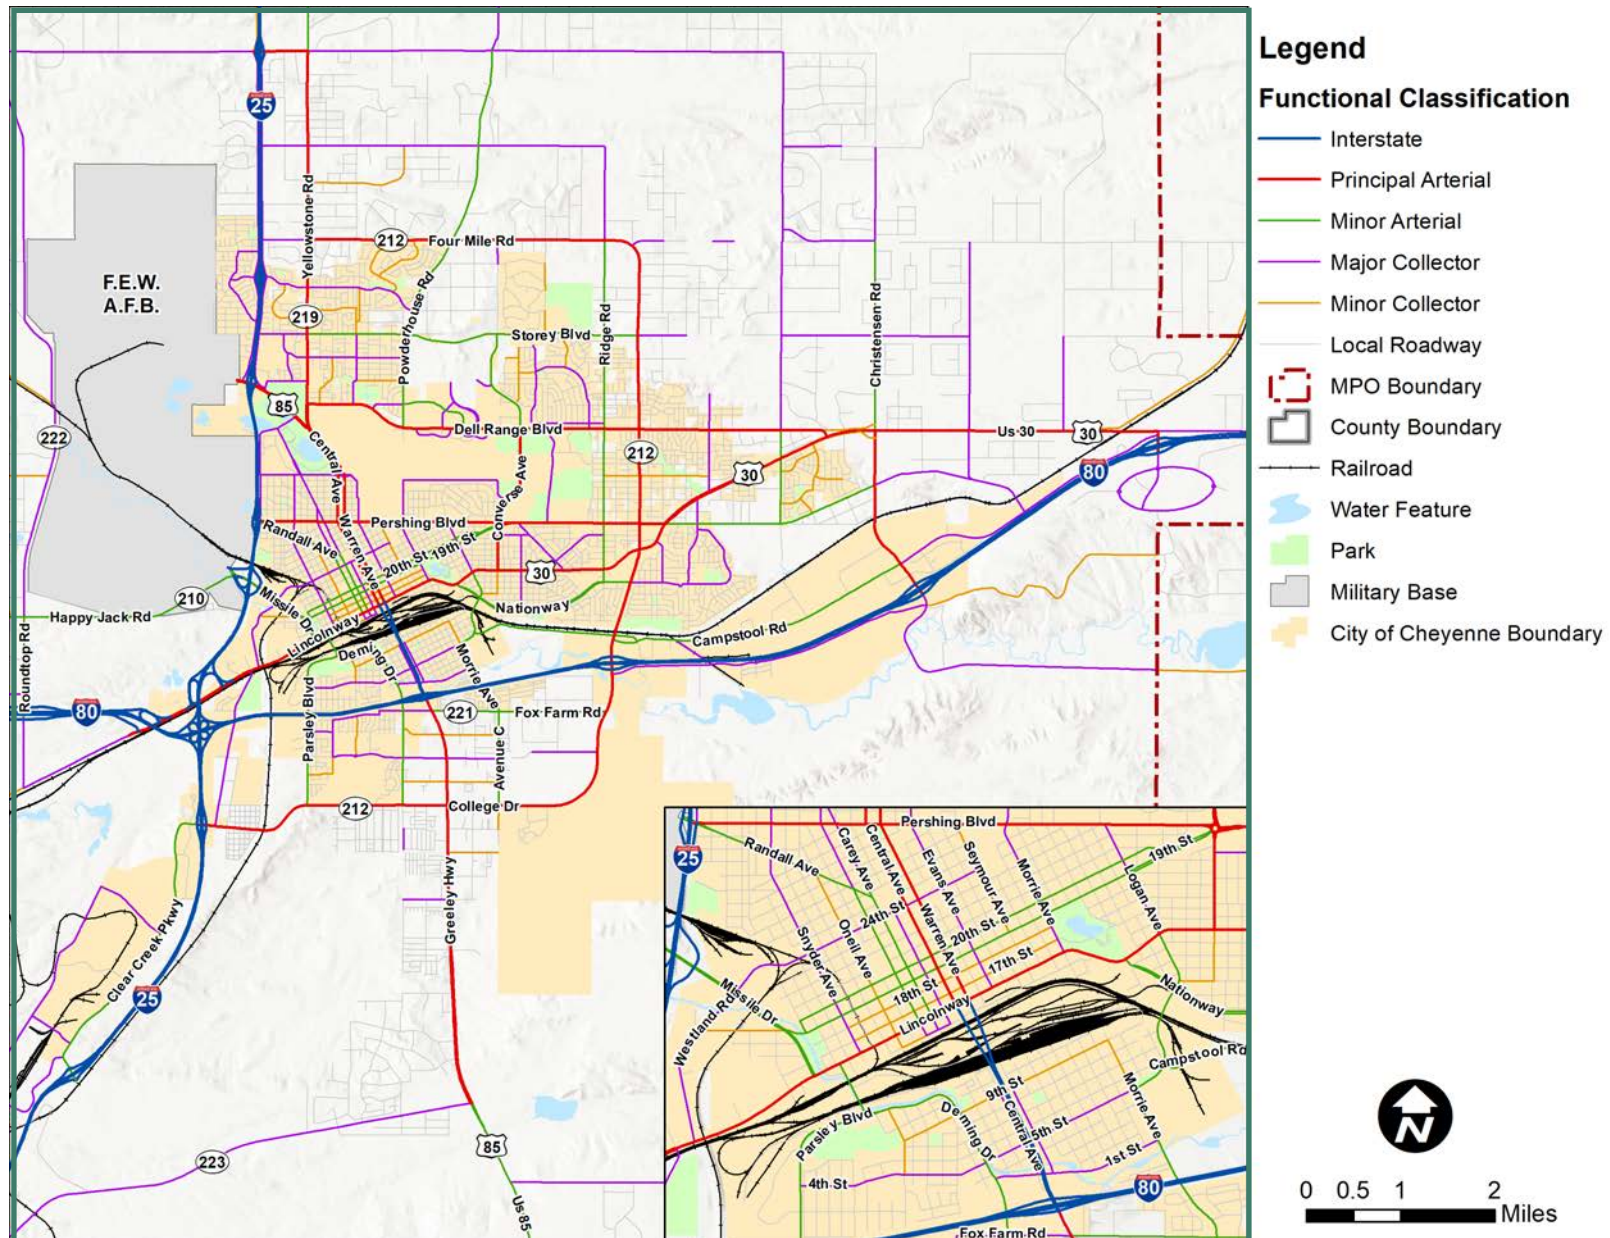 25
Yellowstone Rd
212
Four Mile Rd
F.E.W.
A.F.B.
Powderhouse Rd
219
Storey Blvd
Ridge Rd
Christensen Rd
85
222
Dell Range Blvd
Us 30
30
Central Ave
212
30
80
Converse Ave
Warren Ave
Pershing Blvd
Randall Ave
20th St
19th St
30
210
Happy Jack Rd
Missile Dr
Nationway
Lincolnway
Campstool Rd
Roundtop Rd
Deming Dr
Morrie Ave
80
Parsley Blvd
221
Fox Farm Rd
Avenue C
212
College Dr
Greeley Hwy
Clear Creek Pkwy
25
223
85
Us 85
Pershing Blvd
25
Randall Ave
Carey Ave
Central Ave
Evans Ave
Seymour Ave
Morrie Ave
19th St
Logan Ave
24th St
Oneil Ave
Snyder Ave
Warren Ave
20th St
17th St
18th St
Lincolnway
Missile Dr
Westland Rd
Nationway
Campstool Rd
9th St
Parsley Blvd
Deming Dr
Central Ave
5th St
Morrie Ave
1st St
4th St
80
Fox Farm Rd
Legend
Functional Classification
Interstate
Principal Arterial
Minor Arterial
Major Collector
Minor Collector
Local Roadway
MPO Boundary
County Boundary
Railroad
Water Feature
Park
Military Base
City of Cheyenne Boundary
N
0 0.5 1 2
Miles